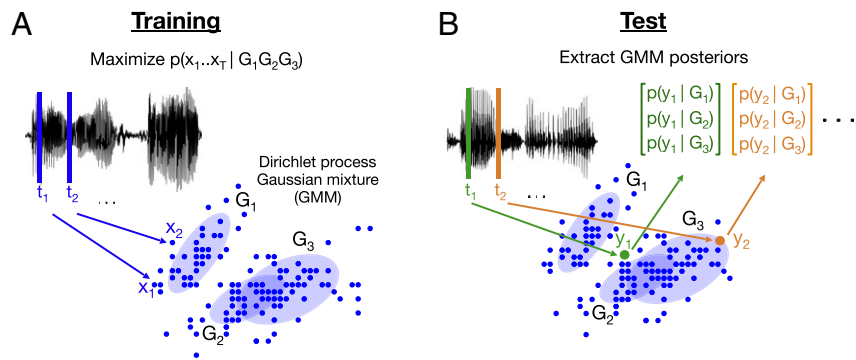 A
Training
Maximize p(x₁..xT | G₁G₂G₃)
t₁
t₂
...
Dirichlet process
Gaussian mixture
(GMM)
G₁
x₂
G₃
x₁
G₂
B
Test
Extract GMM posteriors
p(y₁ | G₁)
p(y₁ | G₂)
p(y₁ | G₃)
p(y₂ | G₁)
p(y₂ | G₂)
p(y₂ | G₃)
...
t₁
t₂
...
G₁
G₃
y₁
y₂
G₂